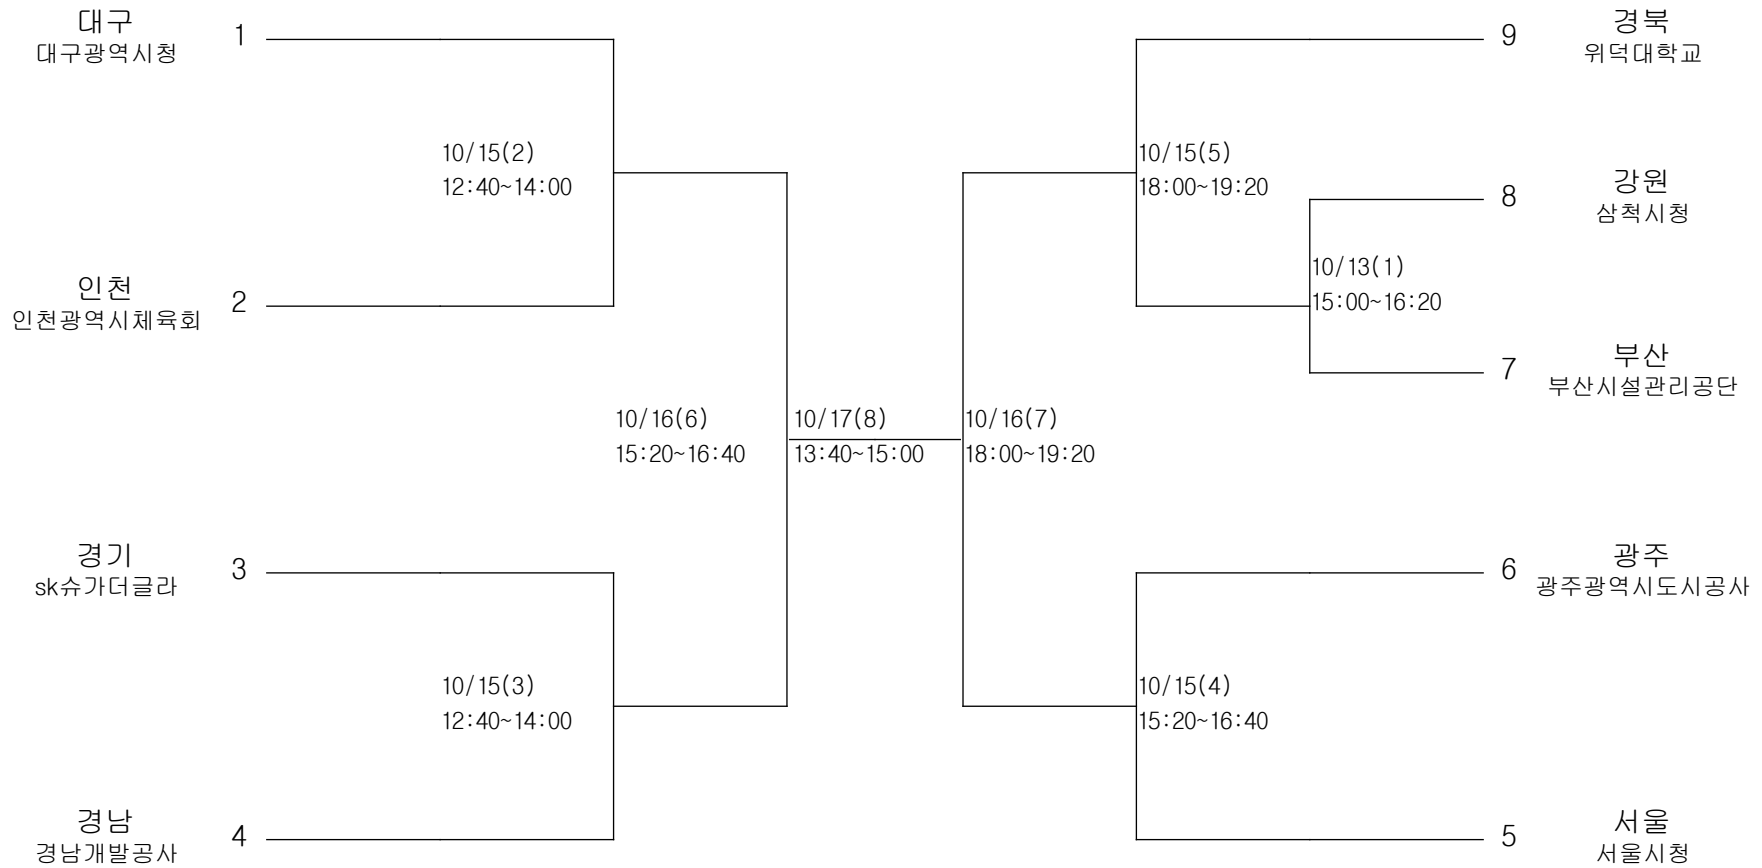 대구
대구광역시청
1
인천
인천광역시체육회
2
경기
sk슈가더글라
3
경남
경남개발공사
4
10/15(2)
12:40~14:00
10/15(3)
12:40~14:00
10/16(6)
15:20~16:40
10/17(8)
13:40~15:00
10/16(7)
18:00~19:20
10/15(5)
18:00~19:20
10/13(1)
15:00~16:20
10/15(4)
15:20~16:40
9
경북
위덕대학교
8
강원
삼척시청
7
부산
부산시설관리공단
6
광주
광주광역시도시공사
5
서울
서울시청